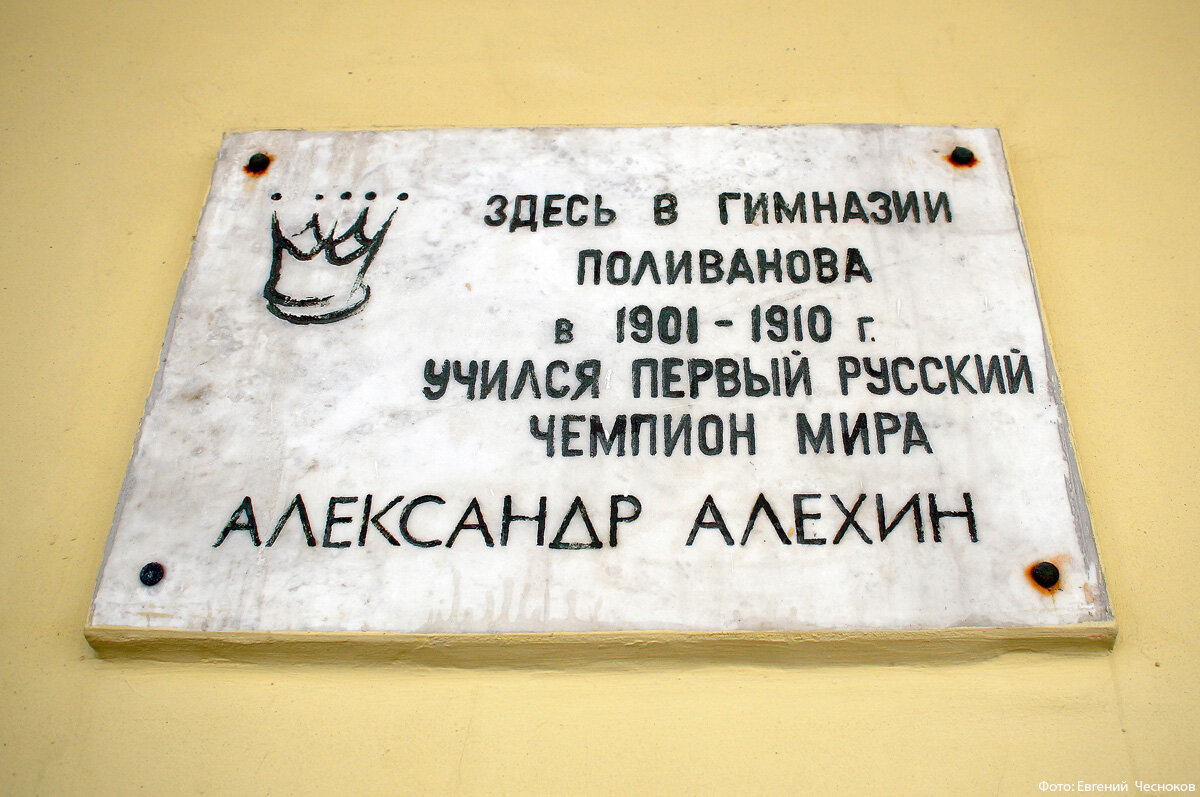 ЗДЕСЬ В ГИМНАЗИИ
ПОЛИВАНОВА
в 1901 - 1910 г.
УЧИЛСЯ ПЕРВЫЙ РУССКИЙ
ЧЕМПИОН МИРА
АЛЕКСАНДР АЛЕХИН
Фото: Евгений Чесноков